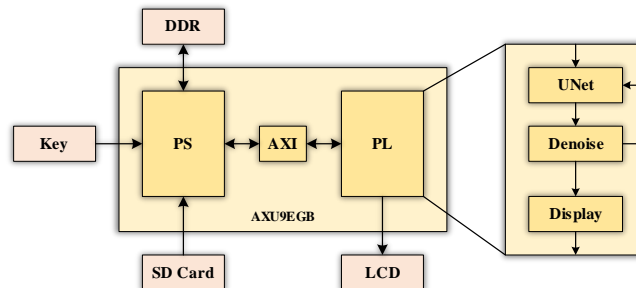 DDR
UNet
Key
PS
AXI
PL
Denoise
AXU9EGB
Display
SD Card
LCD